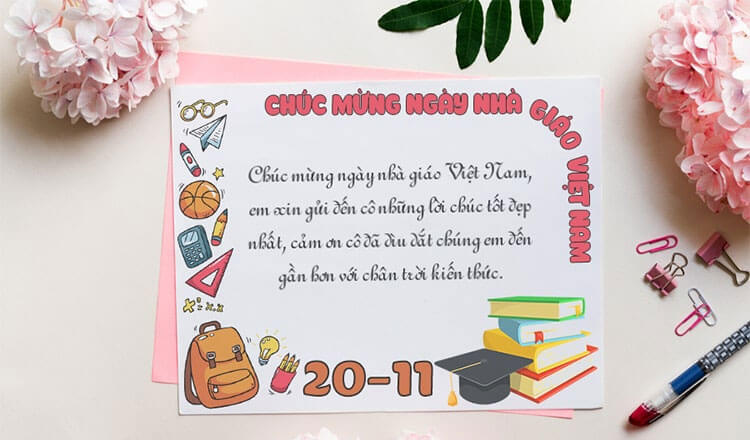 CHÚC MỪNG NGÀY NHÀ GIÁO VIỆT NAM
Chúc mừng ngày nhà giáo Việt Nam,
em xin gửi đến cô những lời chúc tốt đẹp
nhất, cảm ơn cô đã dìu dắt chúng em đến
gần hơn với chân trời kiến thức.
x² = x.x
20-11